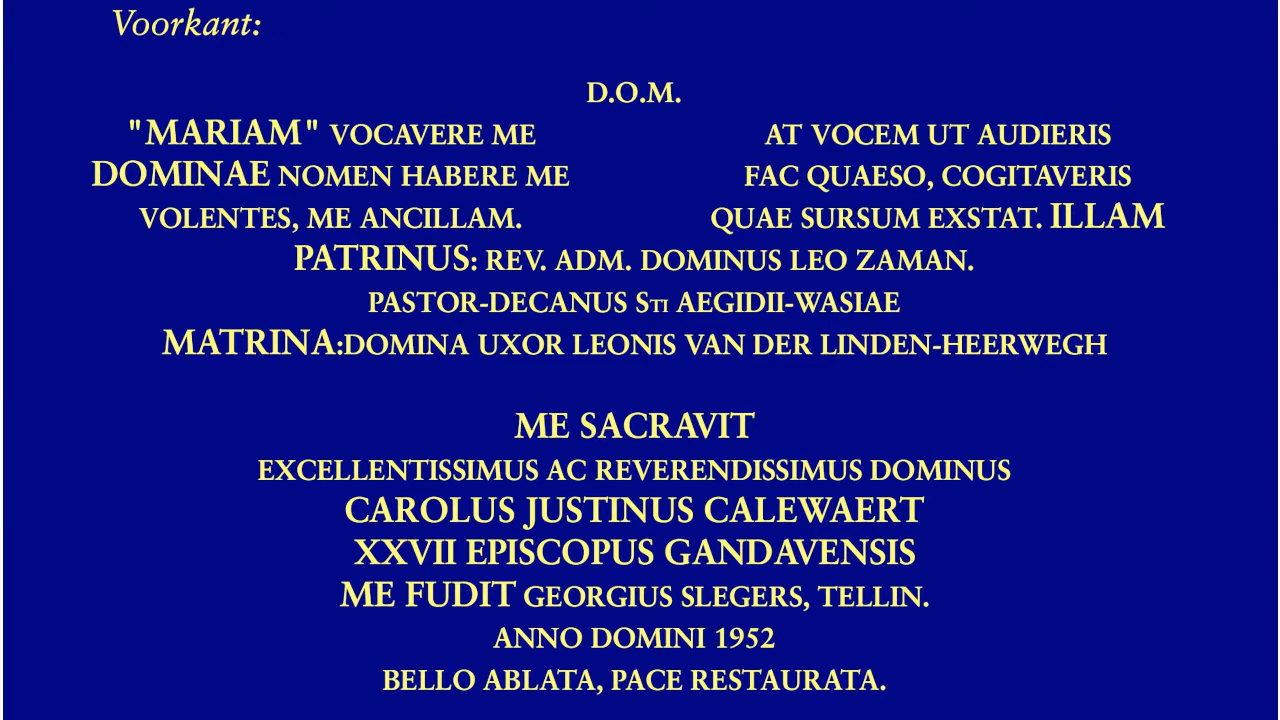 Voorkant:
D.O.M.
"MARIAM" VOCAVERE ME
DOMINAE NOMEN HABERE ME
VOLENTES, ME ANCILLAM.
AT VOCEM UT AUDIERIS
FAC QUAESO, COGITAVERIS
QUAE SURSUM EXSTAT. ILLAM
PATRINUS: REV. ADM. DOMINUS LEO ZAMAN.
PASTOR-DECANUS STI AEGIDII-WASIAE
MATRINA:DOMINA UXOR LEONIS VAN DER LINDEN-HEERWEGH
ME SACRAVIT
EXCELLENTISSIMUS AC REVERENDISSIMUS DOMINUS
CAROLUS JUSTINUS CALEWAERT
XXVII EPISCOPUS GANDAVENSIS
ME FUDIT GEORGIUS SLEGERS, TELLIN.
ANNO DOMINI 1952
BELLO ABLATA, PACE RESTAURATA.